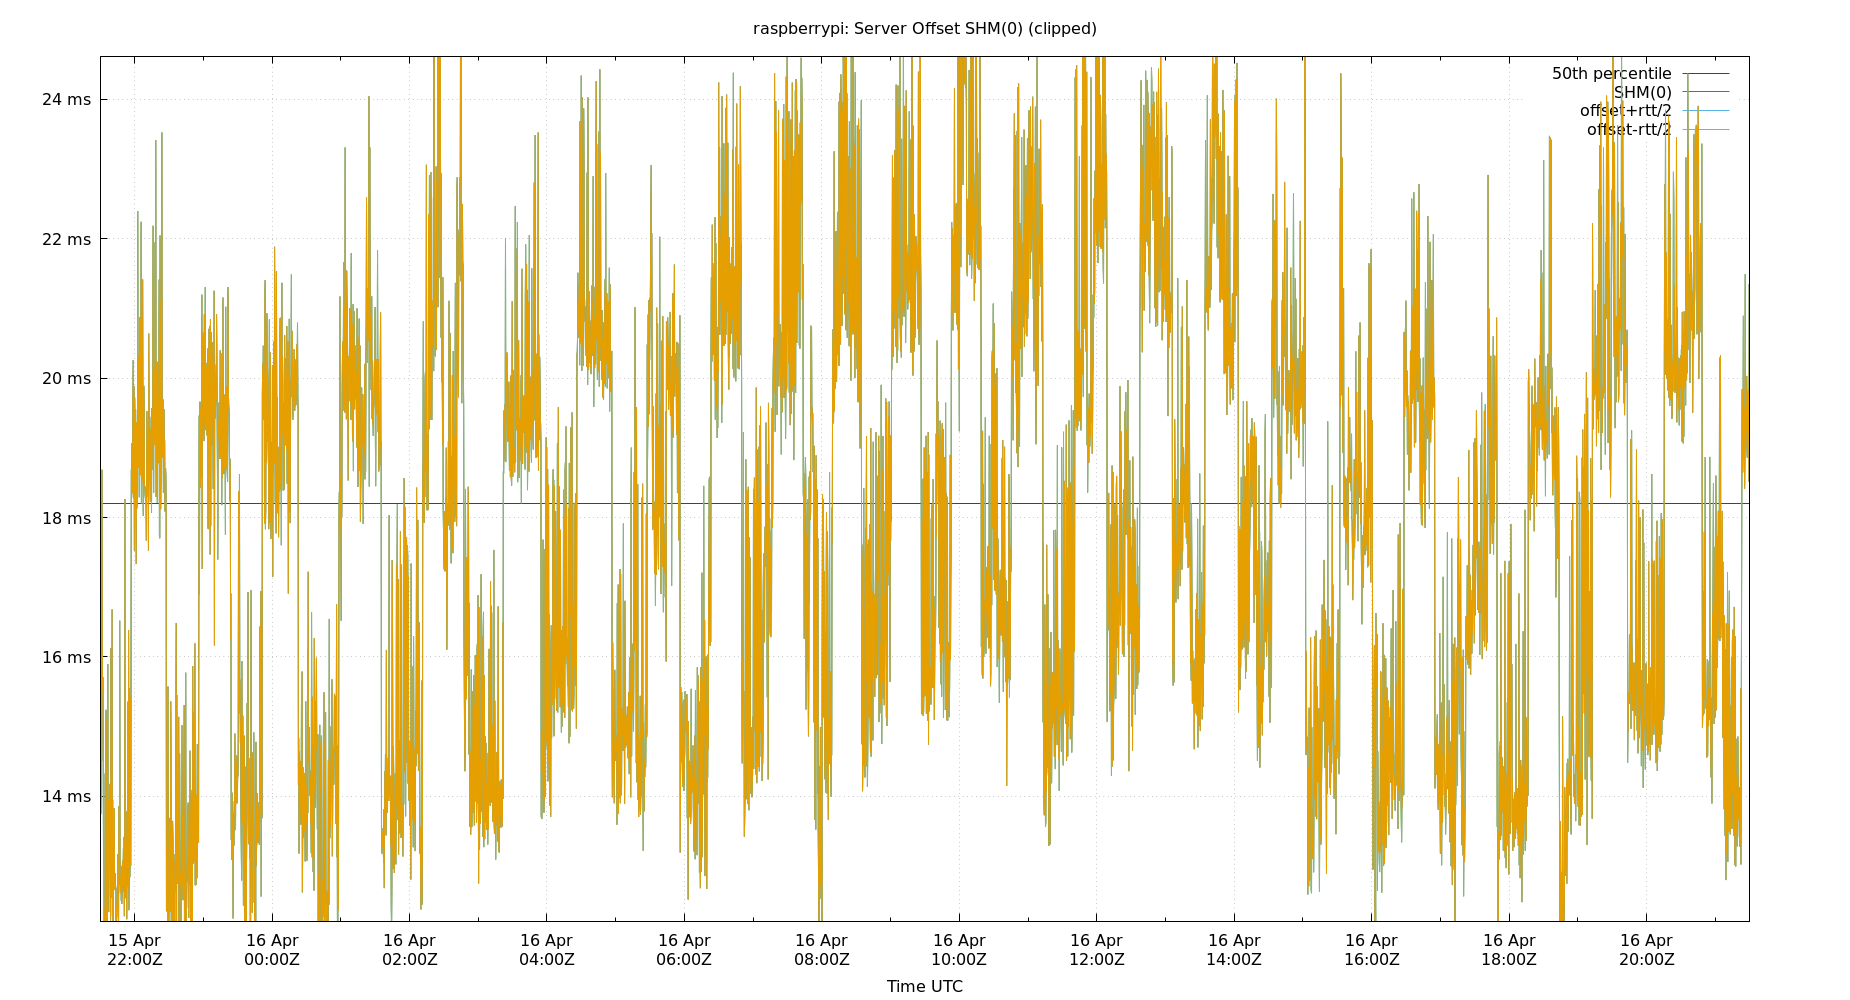 raspberrypi: Server Offset SHM(0) (clipped)
50th percentile
SHM(0)
offset+rtt/2
offset-rtt/2
24 ms
22 ms
20 ms
18 ms
16 ms
14 ms
15 Apr 16 Apr 16 Apr 16 Apr 16 Apr 16 Apr 16 Apr 16 Apr 16 Apr 16 Apr 16 Apr 16 Apr
22:00Z 00:00Z 02:00Z 04:00Z 06:00Z 08:00Z 10:00Z 12:00Z 14:00Z 16:00Z 18:00Z 20:00Z
Time UTC